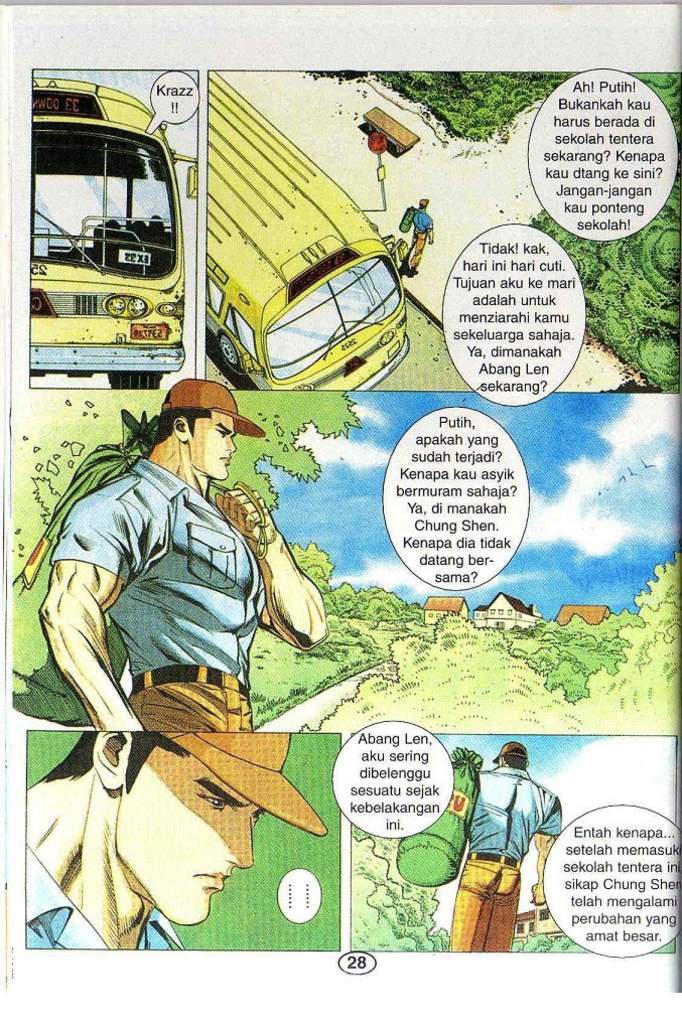 33 DOWN
Krazz
!!
EX33
Ah! Putih!
Bukankah kau
harus berada di
sekolah tentera
sekarang? Kenapa
kau dtang ke sini?
Jangan-jangan
kau ponteng
sekolah!
Tidak! kak,
hari ini hari cuti.
Tujuan aku ke mari
adalah untuk
menziarahi kamu
sekeluarga sahaja.
Ya, dimanakah
Abang Len
sekarang?
Putih,
apakah yang
sudah terjadi?
Kenapa kau asyik
bermuram sahaja?
Ya, di manakah
Chung Shen.
Kenapa dia tidak
datang ber-
sama?
Abang Len,
aku sering
dibelenggu
sesuatu sejak
kebelakangan
ini.
......
Entah kenapa...
setelah memasuk
sekolah tentera ini
sikap Chung Shen
telah mengalami
perubahan yang
amat besar.
28